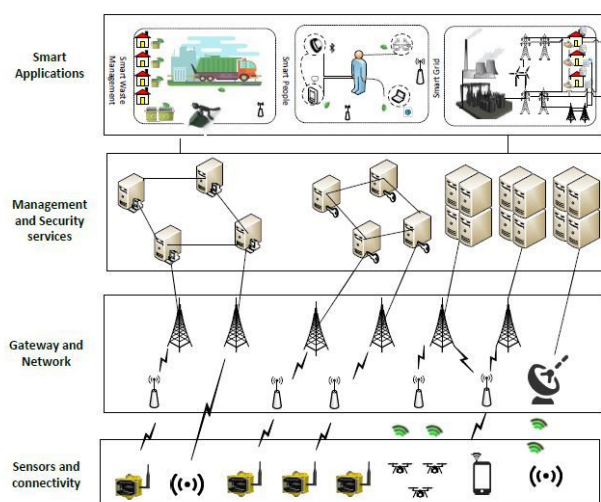 Smart
Applications
Smart Waste
Management
Smart People
Smart Grid
Management
and Security
services
Gateway and
Network
Sensors and
connectivity